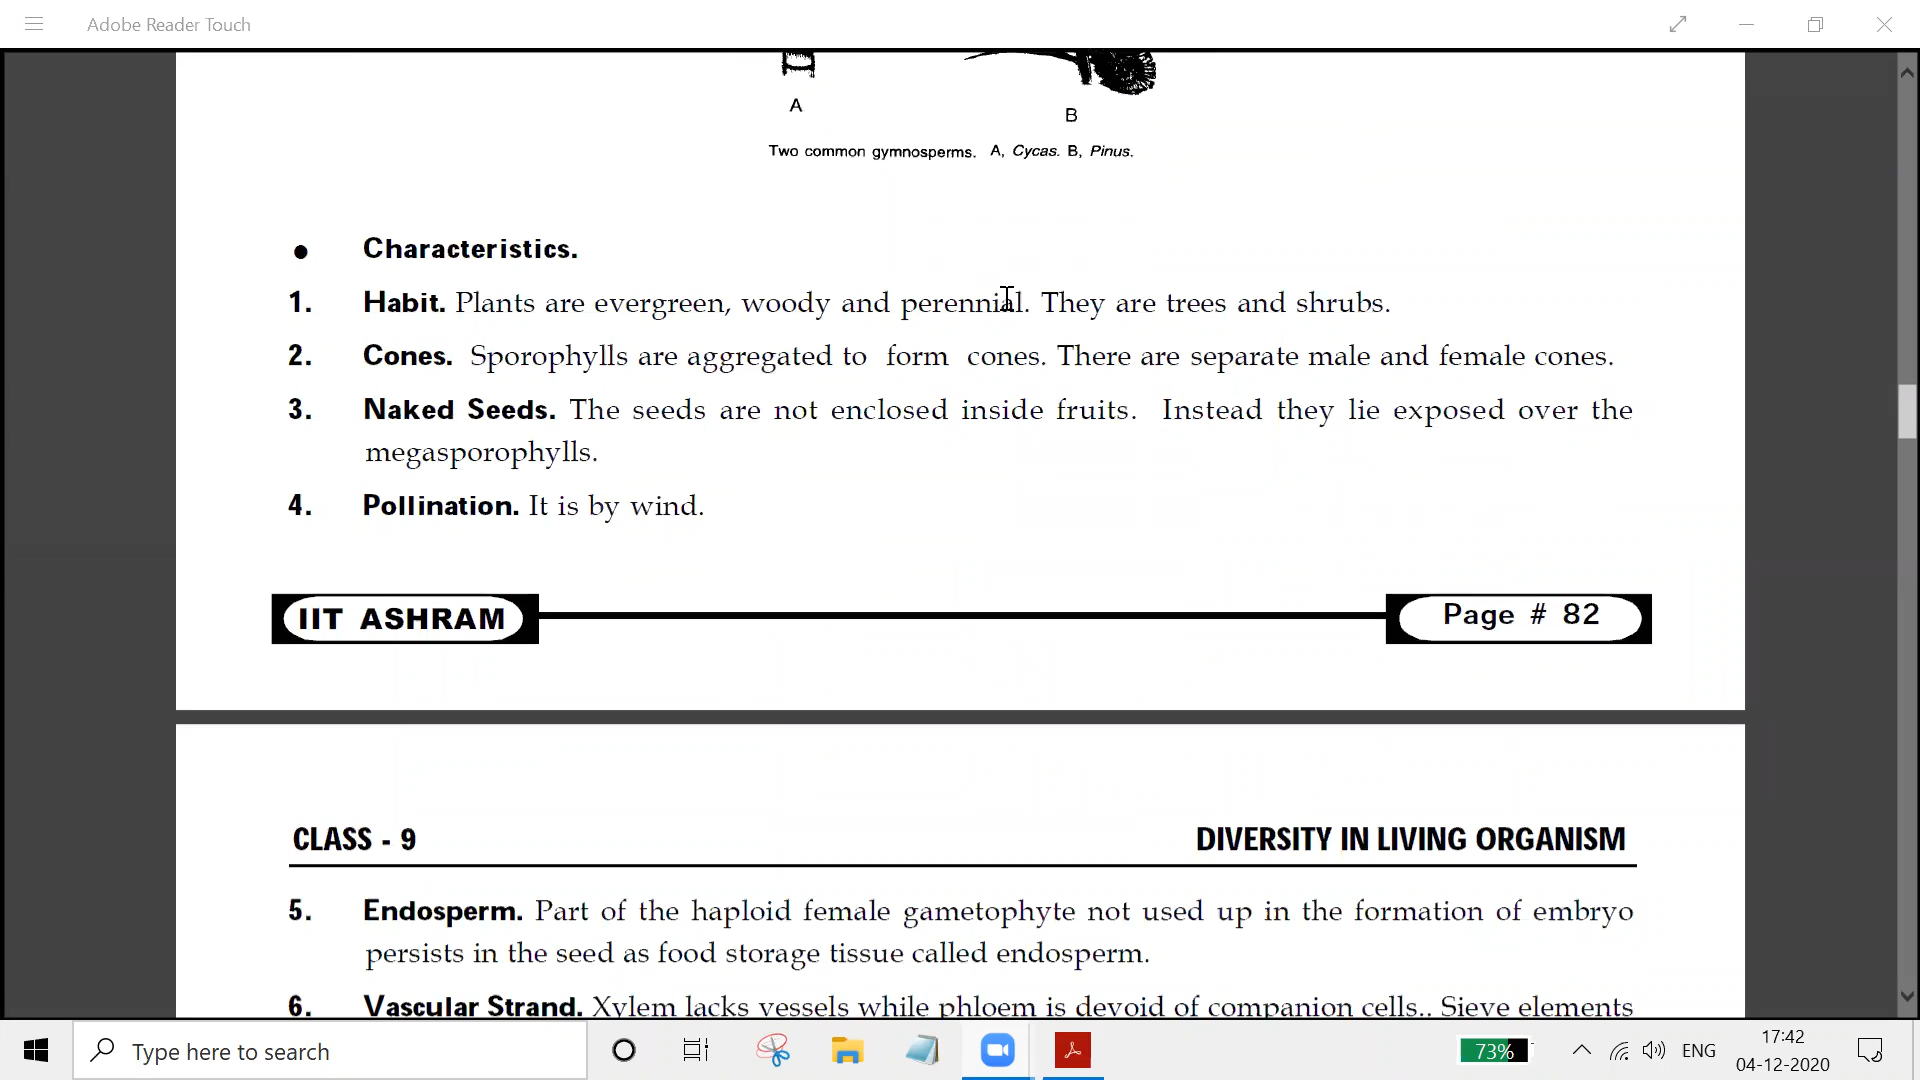 Adobe Reader Touch
A
B
Two common gymnosperms. A, Cycas. B, Pinus.
● Characteristics.
1. Habit. Plants are evergreen, woody and perennial. They are trees and shrubs.
2. Cones. Sporophylls are aggregated to form cones. There are separate male and female cones.
3. Naked Seeds. The seeds are not enclosed inside fruits. Instead they lie exposed over the
megasporophylls.
4. Pollination. It is by wind.
IIT ASHRAM Page # 82
CLASS - 9 DIVERSITY IN LIVING ORGANISM
5. Endosperm. Part of the haploid female gametophyte not used up in the formation of embryo
persists in the seed as food storage tissue called endosperm.
6. Vascular Strand. Xylem lacks vessels while phloem is devoid of companion cells.. Sieve elements
Type here to search
73%
ENG
17:42
04-12-2020